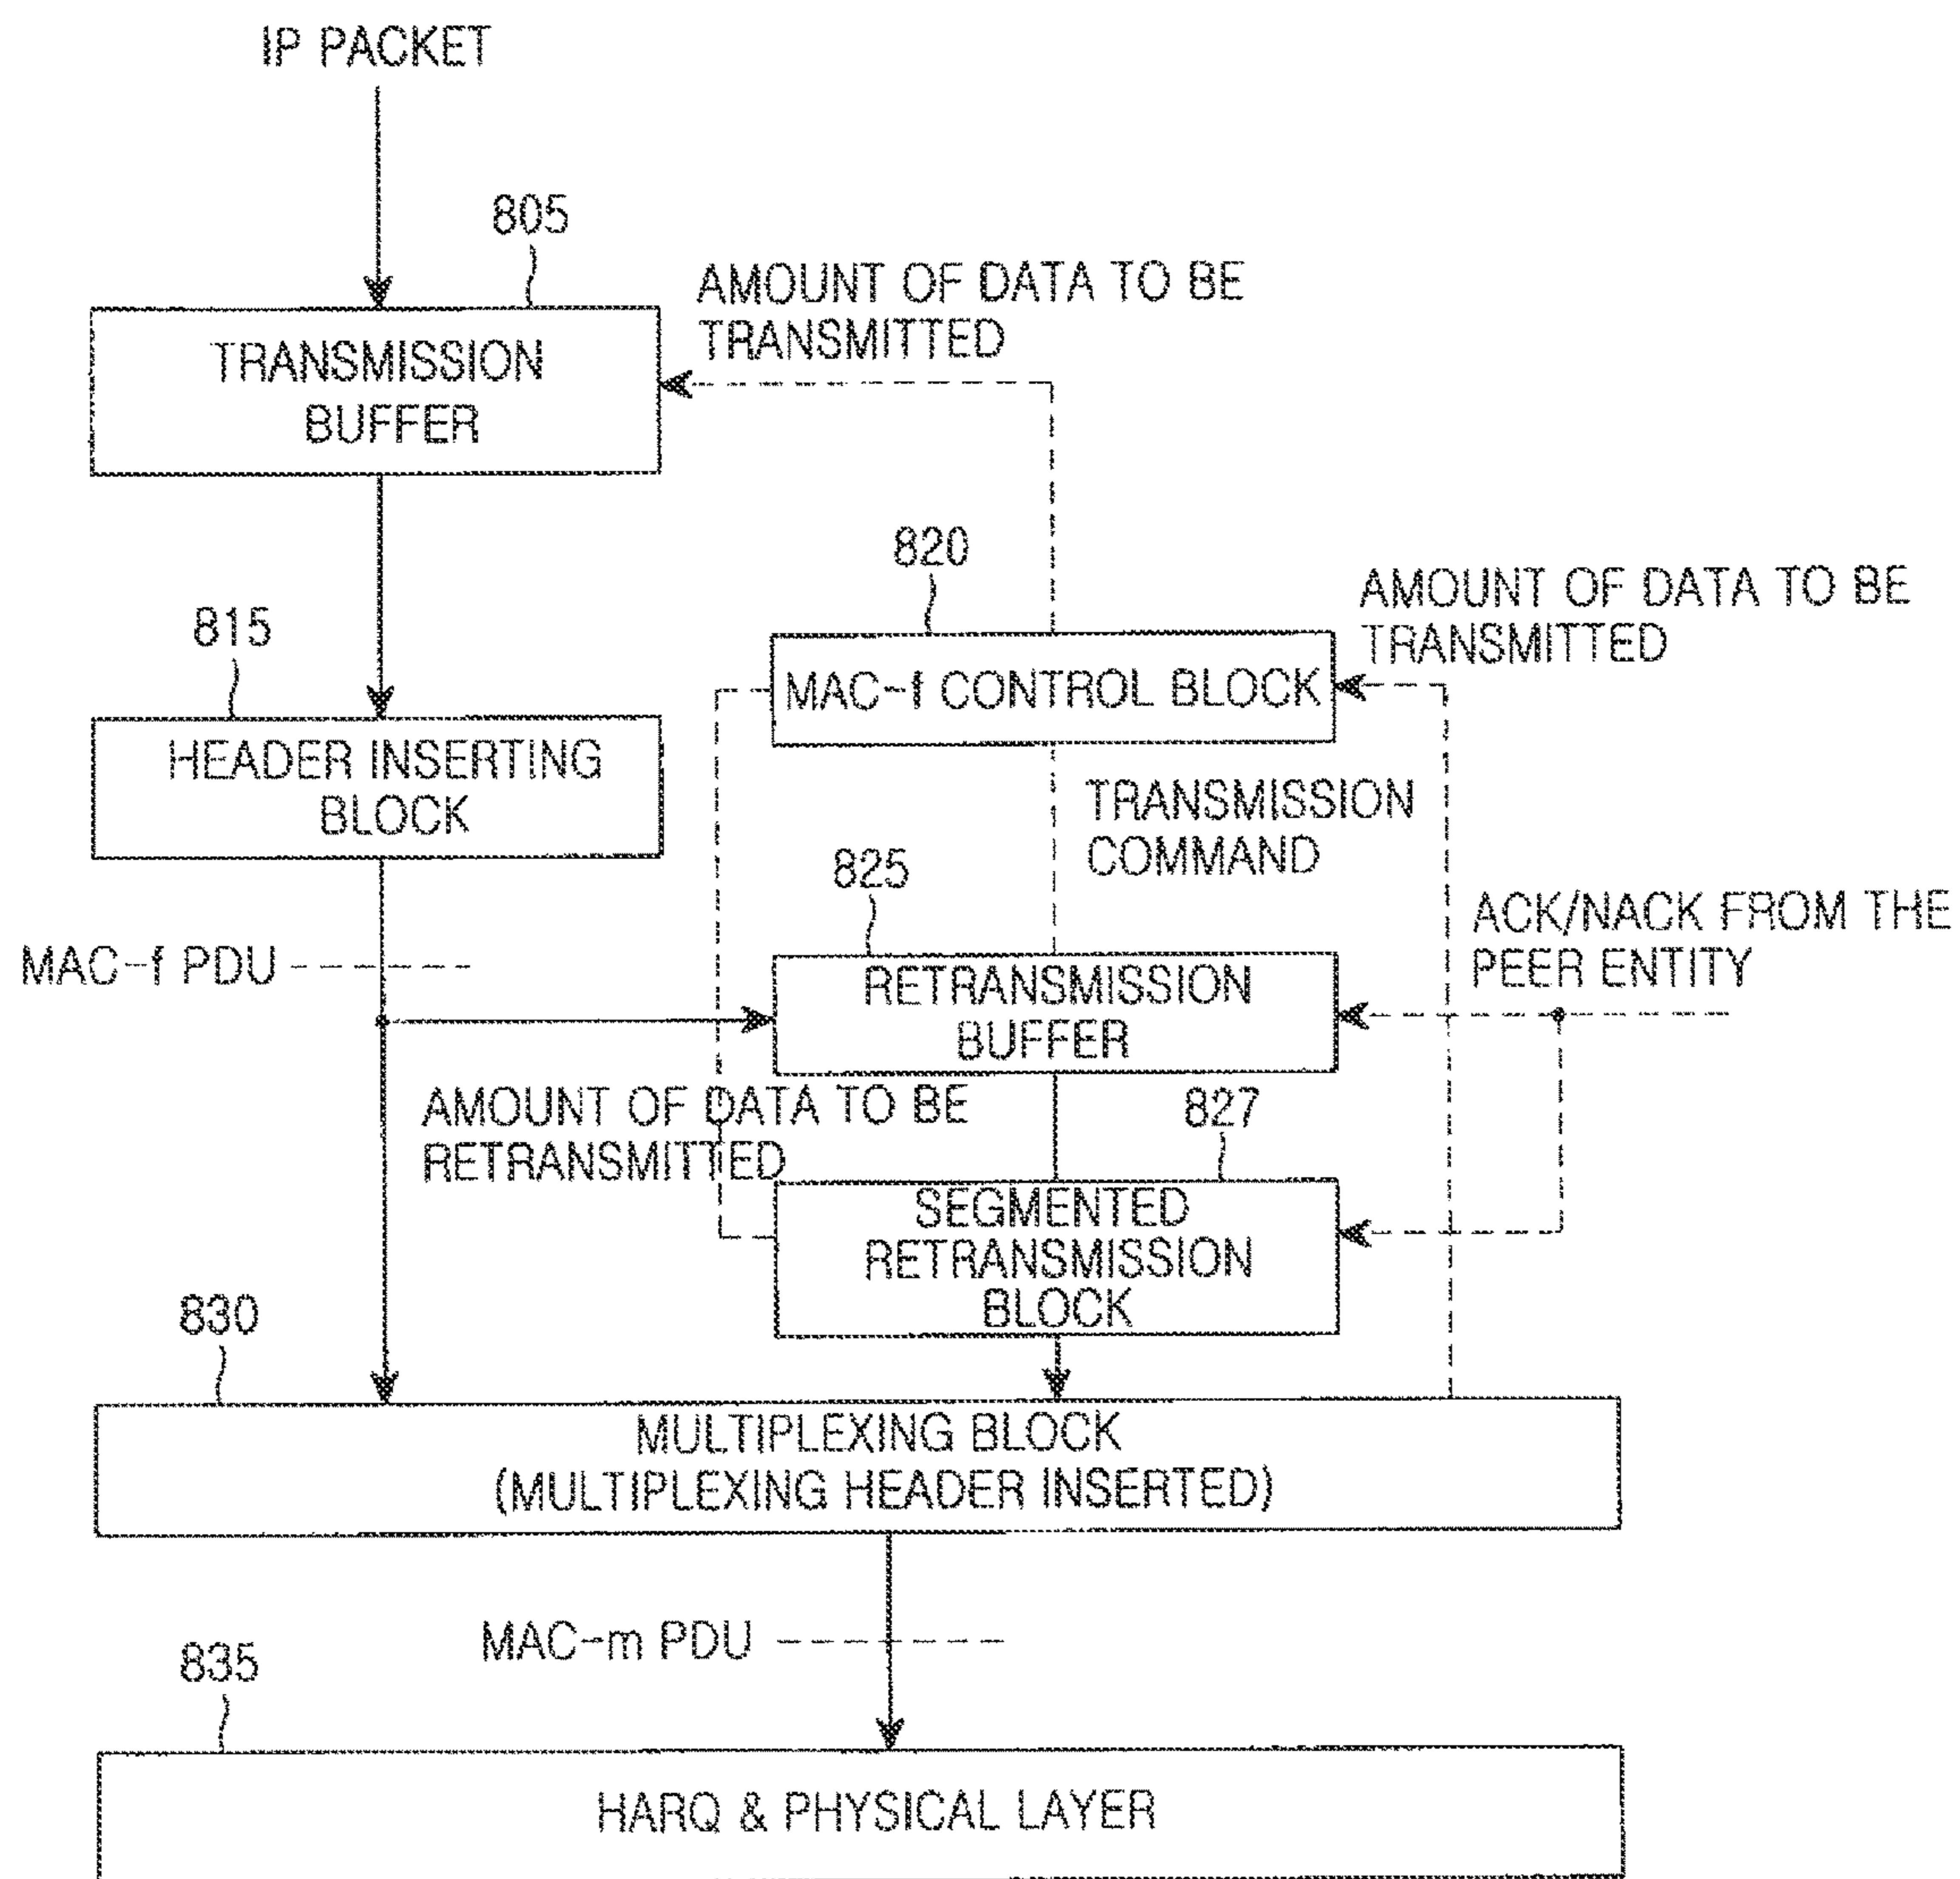 IP PACKET
805
AMOUNT OF DATA TO BE
TRANSMITTED
TRANSMISSION
BUFFER
820
AMOUNT OF DATA TO BE
TRANSMITTED
815
MAC-f CONTROL BLOCK
HEADER INSERTING
BLOCK
TRANSMISSION
COMMAND
825
ACK/NACK FROM THE
PEER ENTITY
MAC-f PDU
RETRANSMISSION
BUFFER
AMOUNT OF DATA TO BE
RETRANSMITTED
827
SEGMENTED
RETRANSMISSION
BLOCK
830
MULTIPLEXING BLOCK
(MULTIPLEXING HEADER INSERTED)
MAC-m PDU
835
HARQ & PHYSICAL LAYER